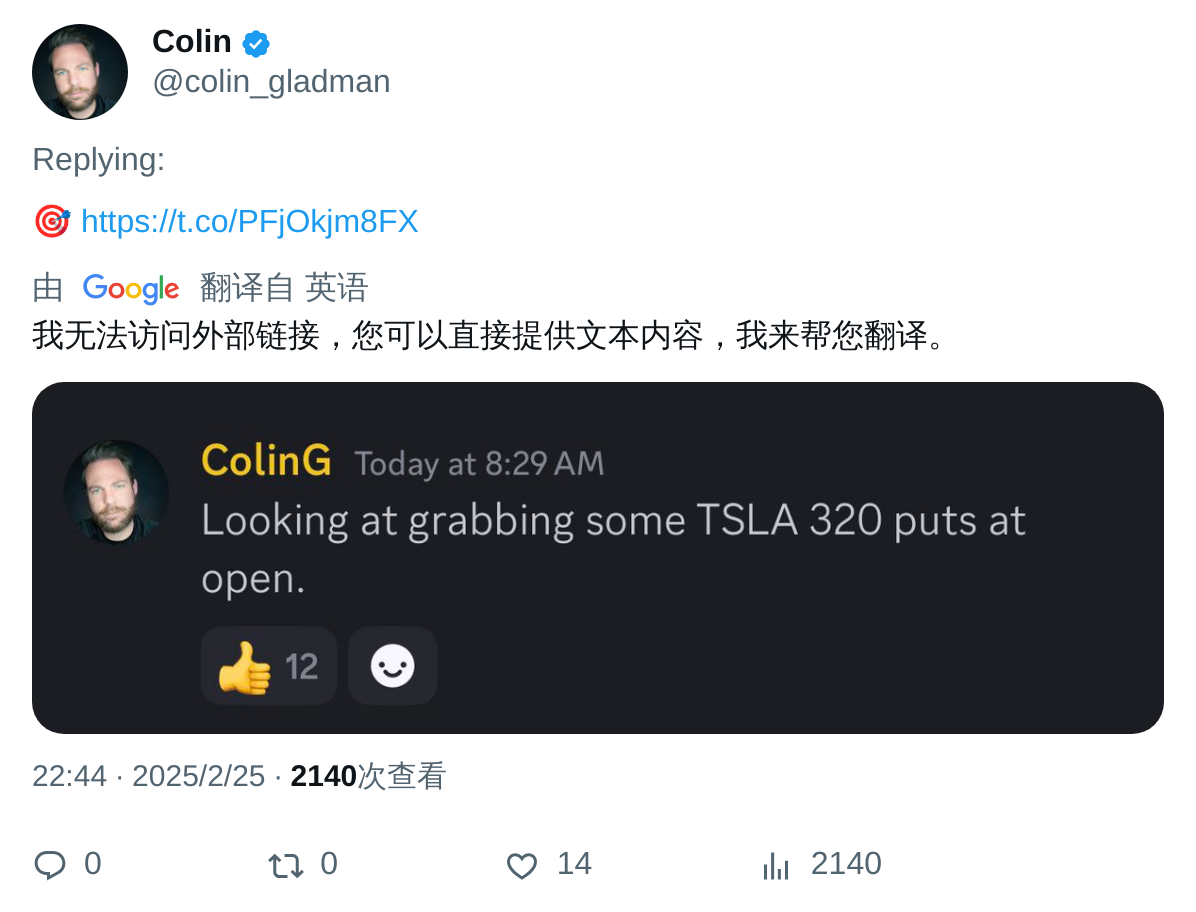 Colin
@colin_gladman
Replying:
🎯 https://t.co/PFjOkjm8FX
由 Google 翻译自 英语
我无法访问外部链接，您可以直接提供文本内容，我来帮您翻译。
ColinG Today at 8:29 AM
Looking at grabbing some TSLA 320 puts at
open.
👍 12
22:44 · 2025/2/25 · 2140次查看
0 0 14 2140